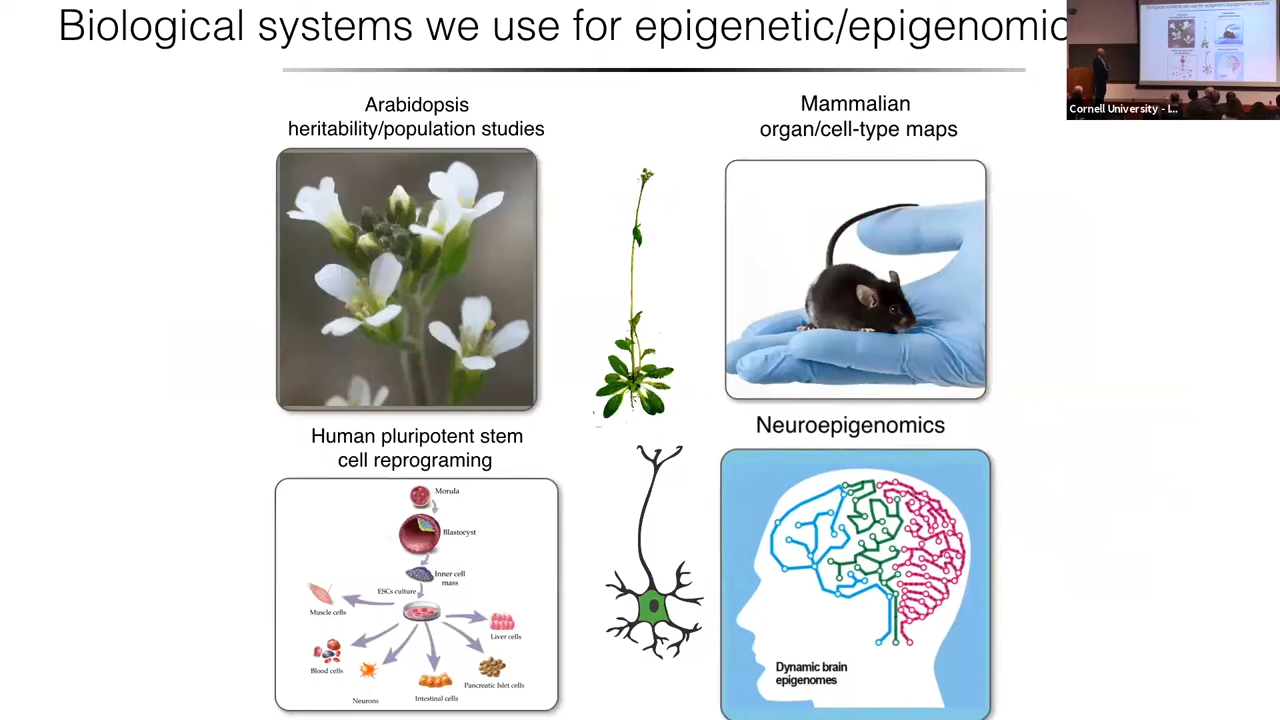 Biological systems we use for epigenetic/epigenomic
Cornell University - I...
Arabidopsis
heritability/population studies
Mammalian
organ/cell-type maps
Human pluripotent stem
cell reprograming
Morula
Blastocyst
Inner cell
mass
ESCs culture
Muscle cells
Liver cells
Blood cells
Pancreatic Islet cells
Neurons
Intestinal cells
Neuroepigenomics
Dynamic brain
epigenomes